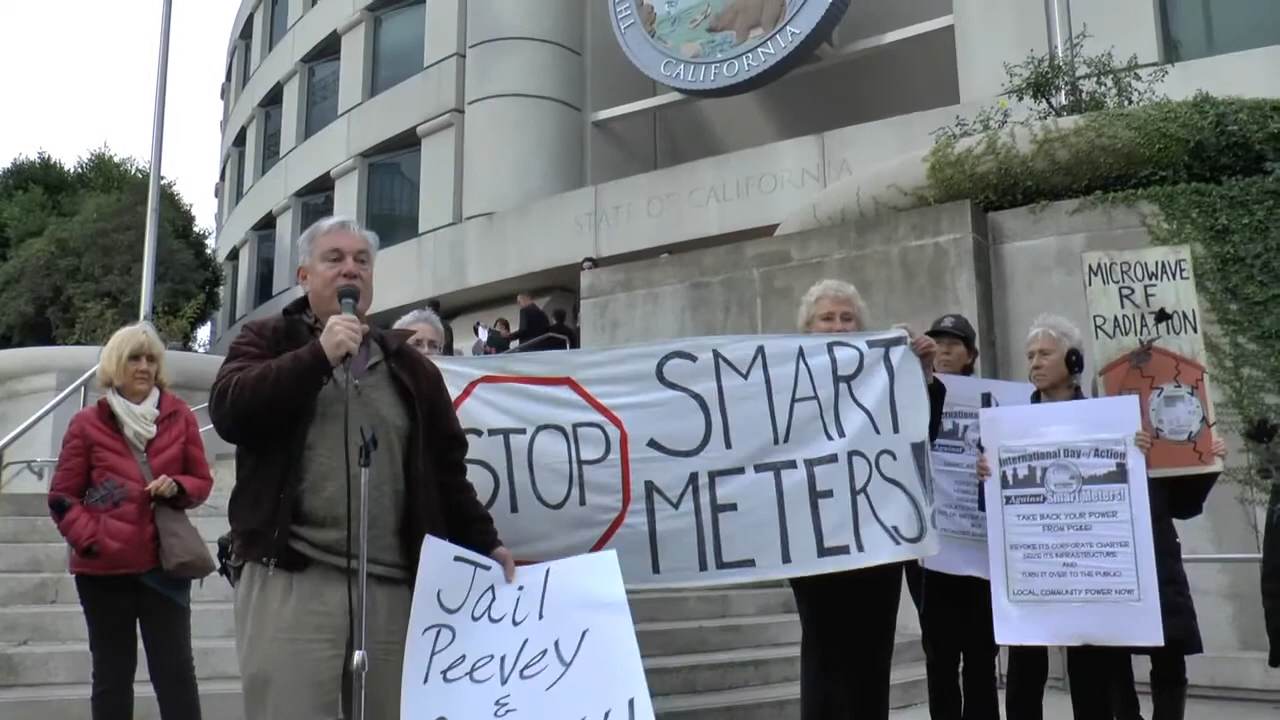 THE
CALIFORNIA
STATE OF CALIFORNIA
STOP
SMART
METERS!
MICROWAVE
RF
RADIATION
International Day of Action
Against Smart Meters!
TAKE BACK YOUR POWER
FROM PG&E!
REVOKE ITS CORPORATE CHARTER
SEIZE ITS INFRASTRUCTURE
AND
TURN IT OVER TO THE PUBLIC!
LOCAL, COMMUNITY POWER NOW!
Jail
Peevey
&